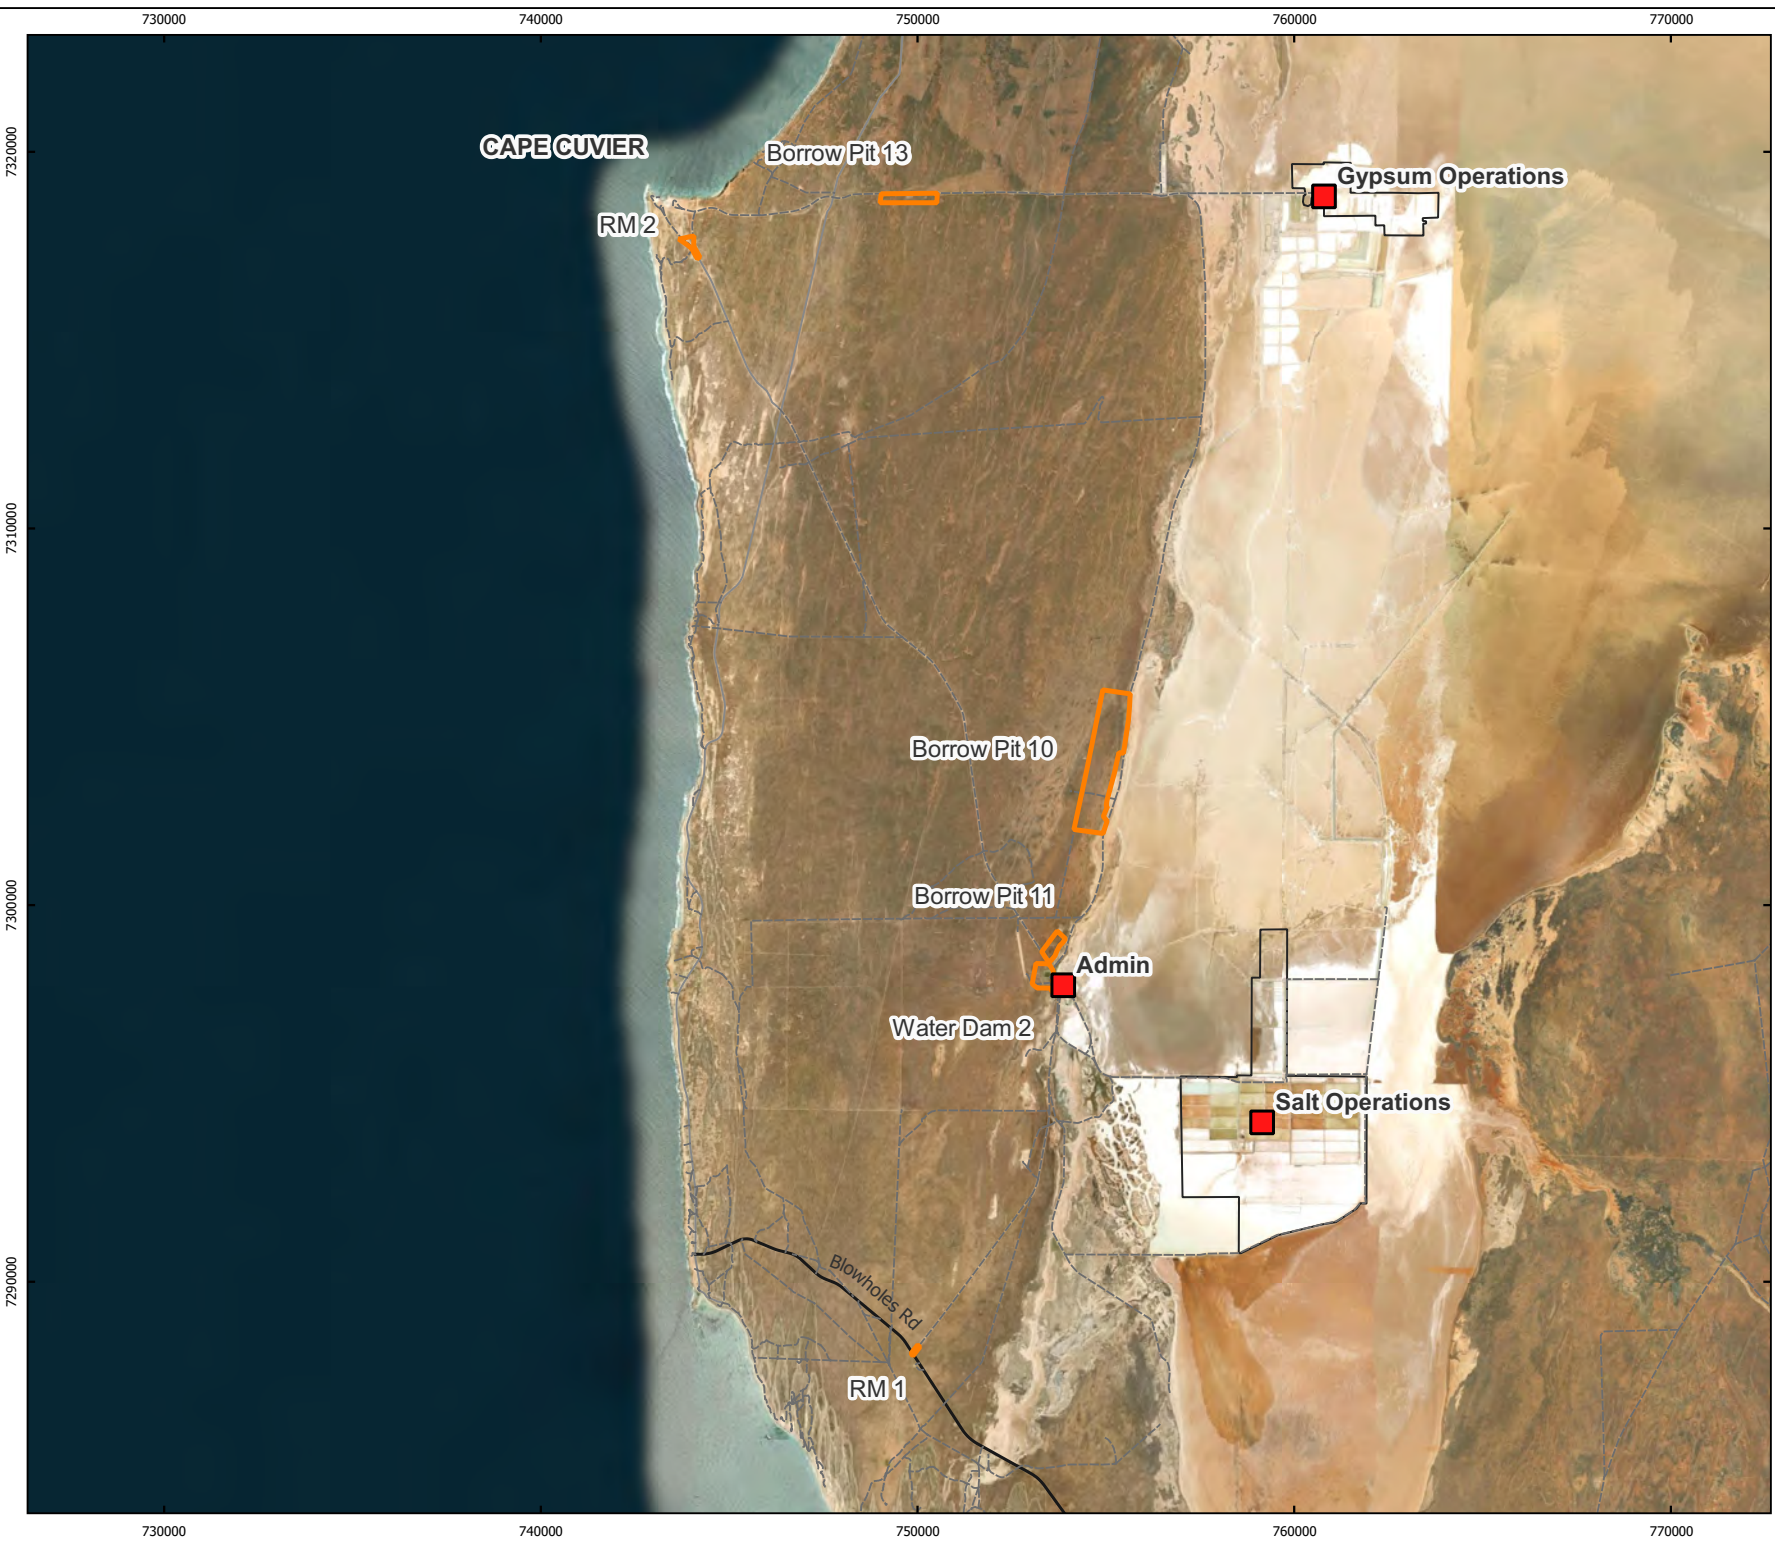 730000 740000 750000 760000 770000
7320000
7310000
7300000
7290000
CAPE CUVIER
Borrow Pit 13
Gypsum Operations
RM 2
Borrow Pit 10
Borrow Pit 11
Admin
Water Dam 2
Salt Operations
Blowholes Rd
RM 1
730000 740000 750000 760000 770000